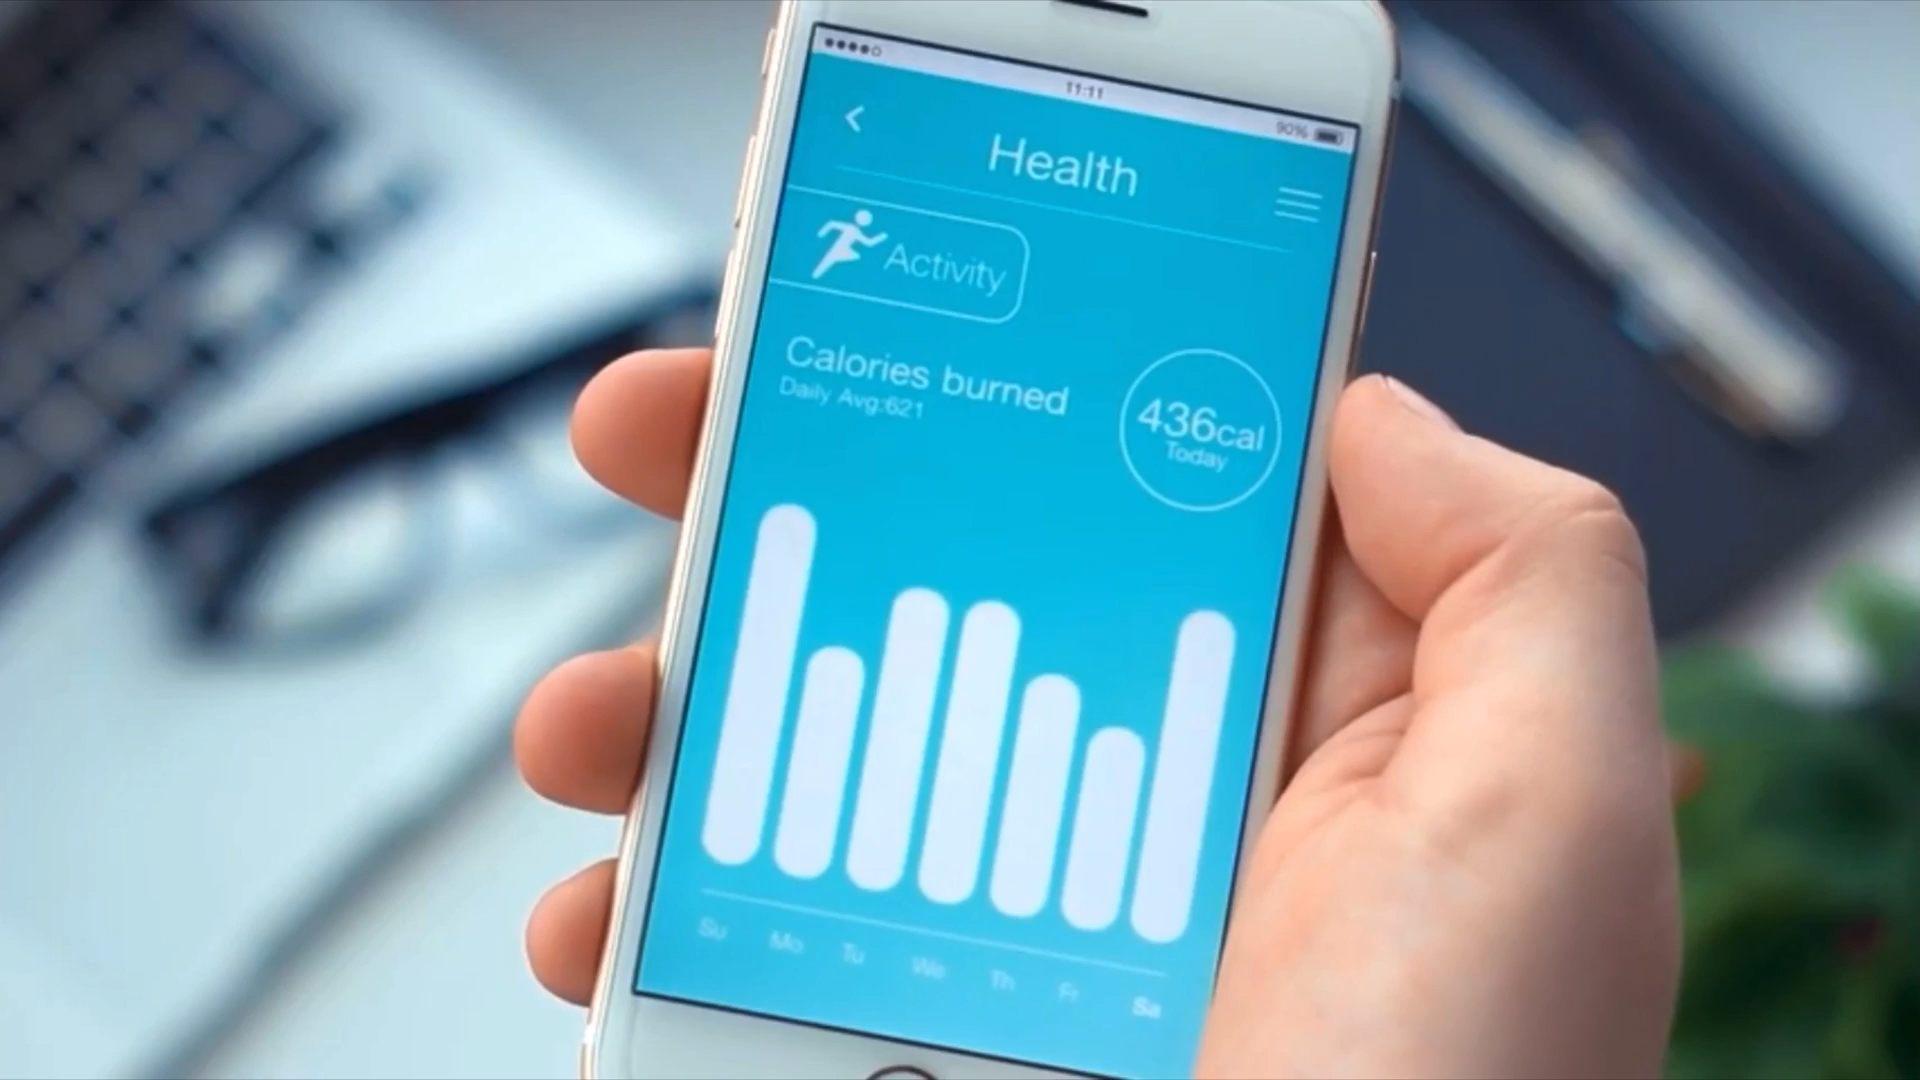 11:11
90%
Health
Activity
Calories burned
Daily Avg:621
436cal
Today
Su Mo Tu We Th Fr Sa